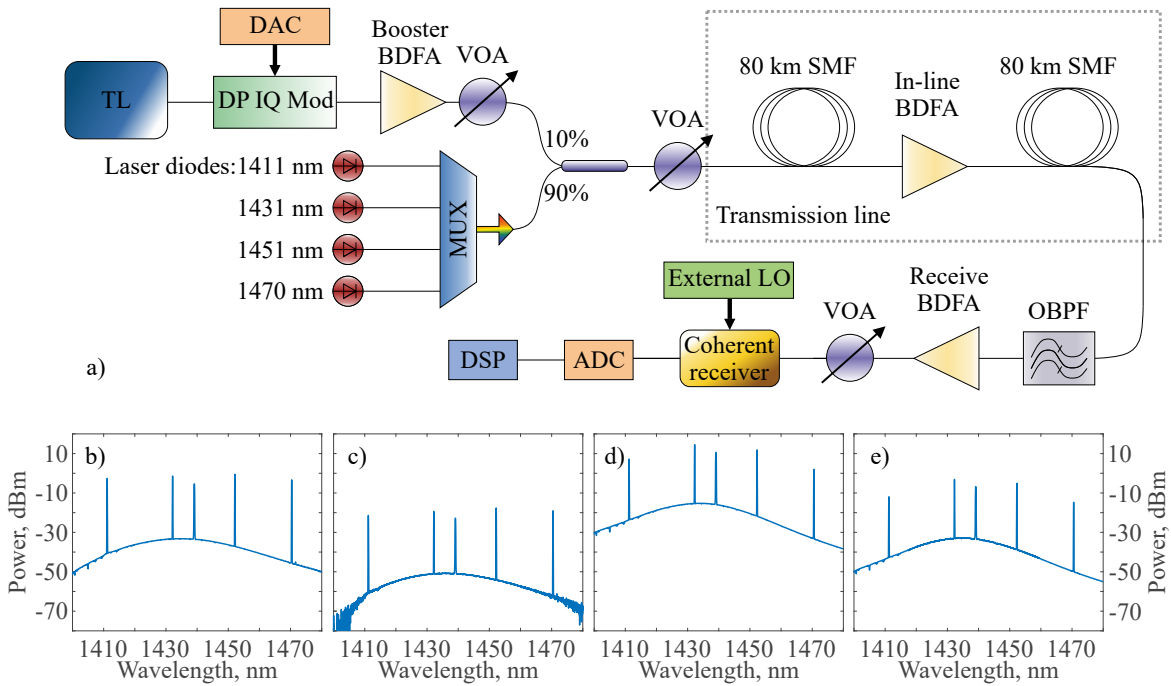 DAC
Booster
BDFA
VOA
TL
DP IQ Mod
10%
90%
VOA
80 km SMF
In-line
BDFA
80 km SMF
Transmission line
Laser diodes:1411 nm
1431 nm
1451 nm
1470 nm
MUX
External LO
Receive
BDFA
VOA
OBPF
DSP
ADC
Coherent
receiver
a)
b)
c)
d)
e)
Power, dBm
10
-10
-30
-50
-70
1410 1430 1450 1470
Wavelength, nm
1410 1430 1450 1470
Wavelength, nm
1410 1430 1450 1470
Wavelength, nm
1410 1430 1450 1470
Wavelength, nm
10
-10
-30
-50
-70
Power, dBm